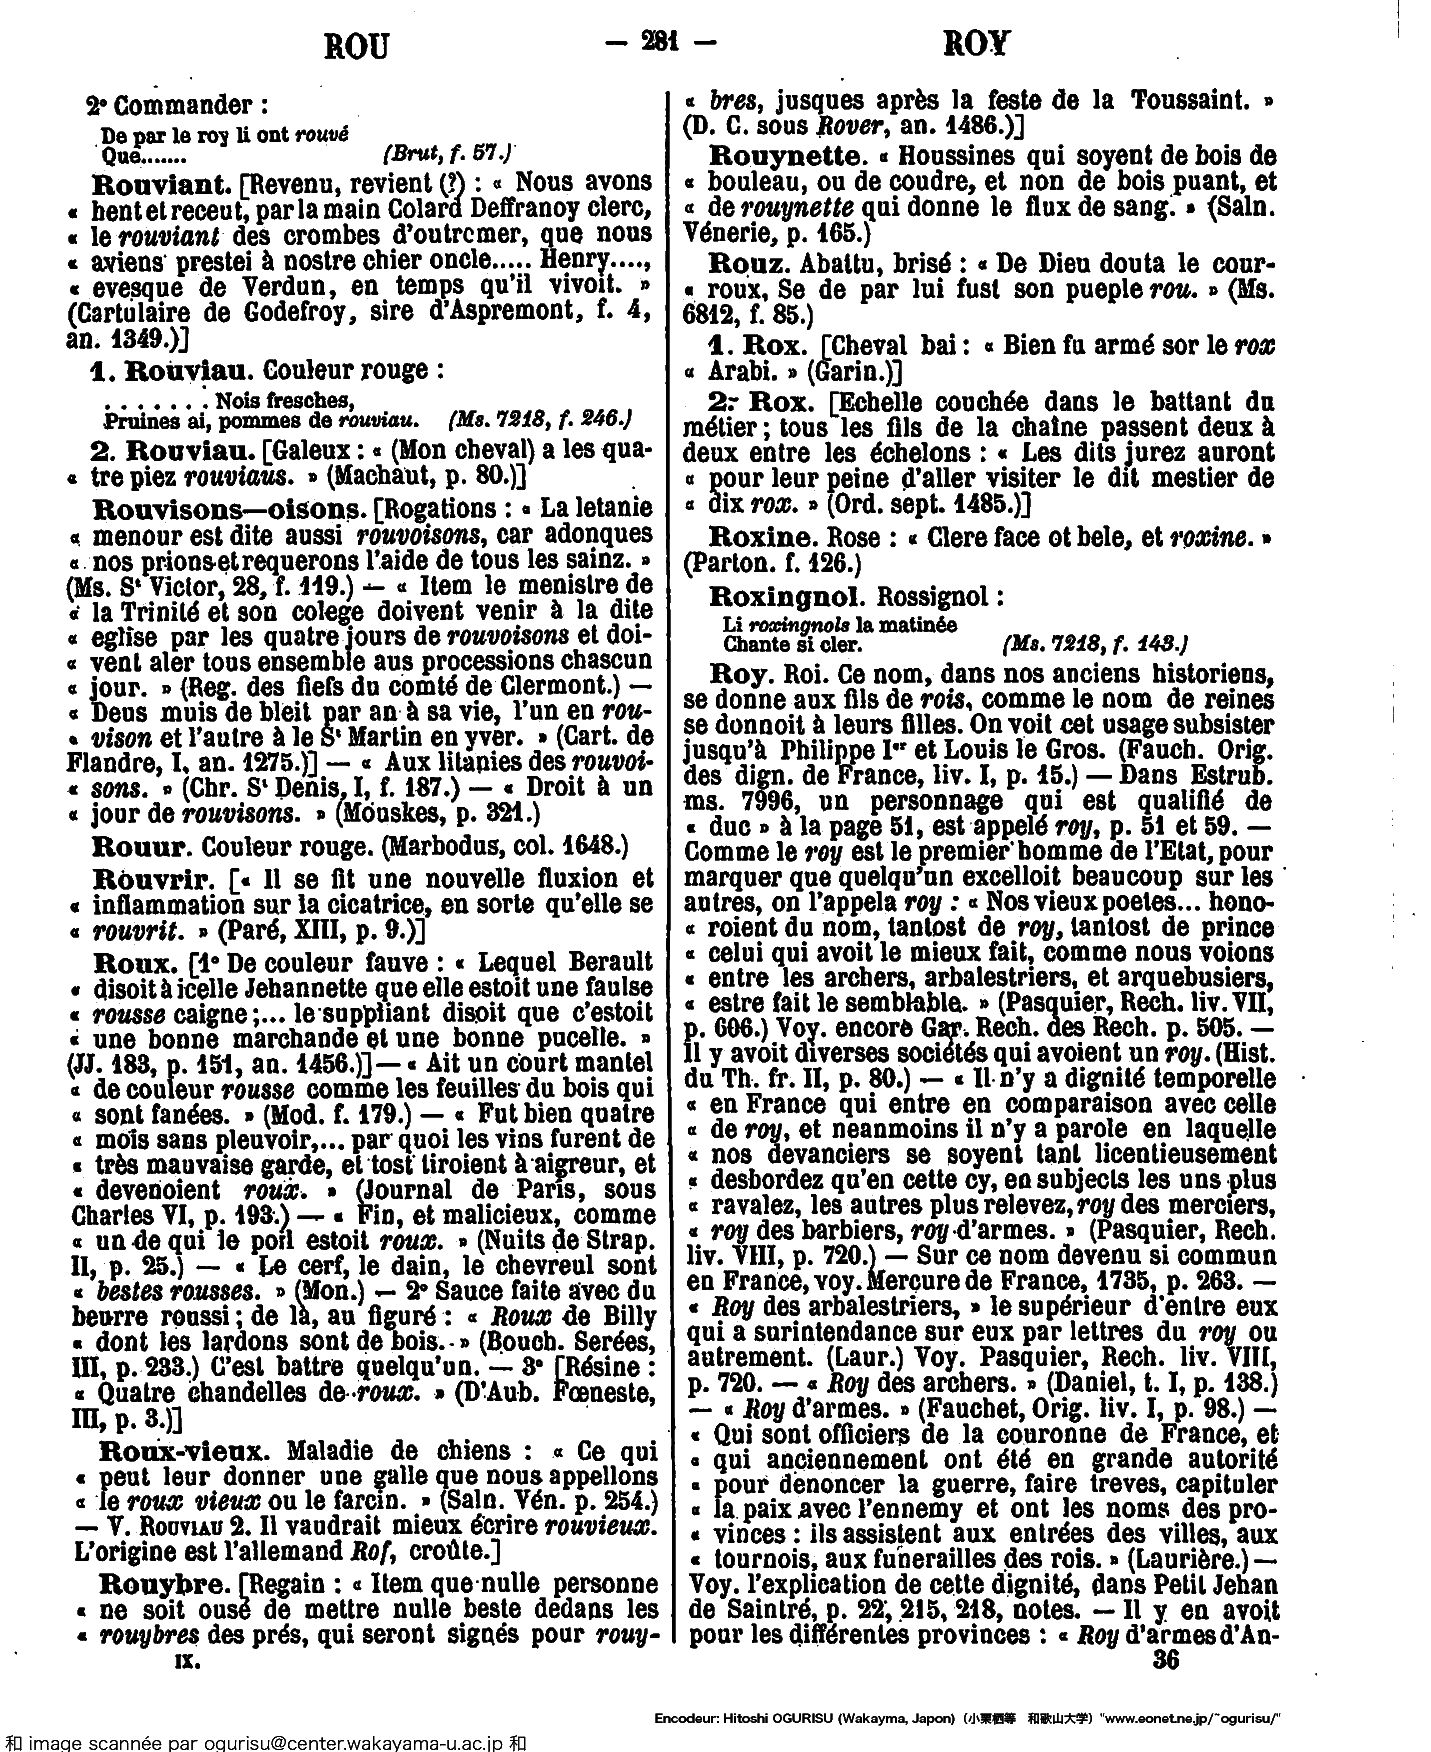 ROU
— 281 —
ROY
2º Commander :
De par le roy li ont rouvé
Que.......
(Brut, f. 57.)
Rouviant. [Revenu, revient (?) : « Nous avons
« hent et receut, par la main Colard Deffranoy clerc,
« le rouviant des crombes d'outremer, que nous
« aviens prestei à nostre chier oncle..... Henry....,
« evesque de Verdun, en temps qu'il vivoit. »
(Cartulaire de Godefroy, sire d'Aspremont, f. 4,
an. 1349.)]
1. Rouviau. Couleur rouge :
. . . . . . . Nois fresches,
Pruines ai, pommes de rouviau. (Ms. 7218, f. 246.)
2. Rouviau. [Galeux : « (Mon cheval) a les qua-
« tre piez rouviaus. » (Machaut, p. 80.)]
Rouvisons—oisons. [Rogations : « La letanie
« menour est dite aussi rouvoisons, car adonques
« nos prions et requerons l'aide de tous les sainz. »
(Ms. St Victor, 28, f. 119.) — « Item le menistre de
« la Trinité et son colege doivent venir à la dite
« eglise par les quatre jours de rouvoisons et doi-
« vent aler tous ensemble aus processions chascun
« jour. » (Reg. des fiefs du comté de Clermont.) —
« Deus muis de bleit par an à sa vie, l'un en rou-
« vison et l'autre à le St Martin en yver. » (Cart. de
Flandre, I, an. 1275.)] — « Aux litanies des rouvoi-
« sons. » (Chr. St Denis, I, f. 187.) — « Droit à un
« jour de rouvisons. » (Mouskes, p. 321.)
Rouur. Couleur rouge. (Marbodus, col. 1648.)
Rouvrir. [« Il se fit une nouvelle fluxion et
« inflammation sur la cicatrice, en sorte qu'elle se
« rouvrit. » (Paré, XIII, p. 9.)]
Roux. [1º De couleur fauve : « Lequel Berault
« disoit à icelle Jehannette que elle estoit une faulse
« rousse caigne ;... le suppliant disoit que c'estoit
« une bonne marchande et une bonne pucelle. »
(JJ. 183, p. 151, an. 1456.)] — « Ait un court mantel
« de couleur rousse comme les feuilles du bois qui
« sont fanées. » (Mod. f. 179.) — « Fut bien quatre
« mois sans pleuvoir,... par quoi les vins furent de
« très mauvaise garde, et tost tiroient à aigreur, et
« devenoient roux. » (Journal de Paris, sous
Charles VI, p. 193.) — « Fin, et malicieux, comme
« un de qui le poil estoit roux. » (Nuits de Strap.
II, p. 25.) — « Le cerf, le dain, le chevreul sont
« bestes rousses. » (Mon.) — 2º Sauce faite avec du
beurre roussi ; de là, au figuré : « Roux de Billy
« dont les lardons sont de bois. » (Bouch. Serées,
III, p. 233.) C'est battre quelqu'un. — 3º [Résine :
« Quatre chandelles de roux. » (D'Aub. Fœneste,
III, p. 3.)]
Roux-vieux. Maladie de chiens : « Ce qui
« peut leur donner une galle que nous appellons
« le roux vieux ou le farcin. » (Saln. Vén. p. 254.)
— V. ROUVIAU 2. Il vaudrait mieux écrire rouvieux.
L'origine est l'allemand Rof, croûte.]
Rouybre. [Regain : « Item que nulle personne
« ne soit ouse de mettre nulle beste dedans les
« rouybres des prés, qui seront signés pour rouy-
IX.
« bres, jusques après la feste de la Toussaint. »
(D. C. sous Rover, an. 1486.)]
Rouynette. « Houssines qui soyent de bois de
« bouleau, ou de coudre, et non de bois puant, et
« de rouynette qui donne le flux de sang. » (Saln.
Vénerie, p. 165.)
Rouz. Abattu, brisé : « De Dieu douta le cour-
« roux, Se de par lui fust son pueple rou. » (Ms.
6812, f. 85.)
1. Rox. [Cheval bai : « Bien fu armé sor le rox
« Arabi. » (Garin.)]
2. Rox. [Echelle couchée dans le battant du
métier ; tous les fils de la chaîne passent deux à
deux entre les échelons : « Les dits jurez auront
« pour leur peine d'aller visiter le dit mestier de
« dix rox. » (Ord. sept. 1485.)]
Roxine. Rose : « Clere face ot bele, et roxine. »
(Parton. f. 126.)
Roxingnol. Rossignol :
Li roxingnols la matinée
Chante si cler.
(Ms. 7218, f. 143.)
Roy. Roi. Ce nom, dans nos anciens historiens,
se donne aux fils de rois, comme le nom de reines
se donnoit à leurs filles. On voit cet usage subsister
jusqu'à Philippe Ier et Louis le Gros. (Fauch. Orig.
des dign. de France, liv. I, p. 15.) — Dans Estrub.
ms. 7996, un personnage qui est qualifié de
« duc » à la page 51, est appelé roy, p. 51 et 59. —
Comme le roy est le premier homme de l'Etat, pour
marquer que quelqu'un excelloit beaucoup sur les
autres, on l'appela roy : « Nos vieux poetes... hono-
« roient du nom, tantost de roy, tantost de prince
« celui qui avoit le mieux fait, comme nous voions
« entre les archers, arbalestriers, et arquebusiers,
« estre fait le semblable. » (Pasquier, Rech. liv. VII,
p. 606.) Voy. encore Gar. Rech. des Rech. p. 505. —
Il y avoit diverses sociétés qui avoient un roy. (Hist.
du Th. fr. II, p. 80.) — « Il n'y a dignité temporelle
« en France qui entre en comparaison avec celle
« de roy, et neanmoins il n'y a parole en laquelle
« nos devanciers se soyent tant licentieusement
« desbordez qu'en cette cy, en subjects les uns plus
« ravalez, les autres plus relevez, roy des merciers,
« roy des barbiers, roy d'armes. » (Pasquier, Rech.
liv. VIII, p. 720.) — Sur ce nom devenu si commun
en France, voy. Mercure de France, 1735, p. 263. —
« Roy des arbalestriers, » le supérieur d'entre eux
qui a surintendance sur eux par lettres du roy ou
autrement. (Laur.) Voy. Pasquier, Rech. liv. VIII,
p. 720. — « Roy des archers. » (Daniel, t. I, p. 138.)
— « Roy d'armes. » (Fauchet, Orig. liv. I, p. 98.) —
« Qui sont officiers de la couronne de France, et
« qui anciennement ont été en grande autorité
« pour denoncer la guerre, faire treves, capituler
« la paix avec l'ennemy et ont les noms des pro-
« vinces : ils assistent aux entrées des villes, aux
« tournois, aux funerailles des rois. » (Laurière.) —
Voy. l'explication de cette dignité, dans Petit Jehan
de Saintré, p. 22, 215, 218, notes. — Il y en avoit
pour les différentes provinces : « Roy d'armes d'An-
36
Encodeur: Hitoshi OGURISU (Wakayma, Japon) (小栗栖等 和歌山大学) "www.eonet.ne.jp/~ogurisu/"
和 image scannée par ogurisu@center.wakayama-u.ac.jp 和